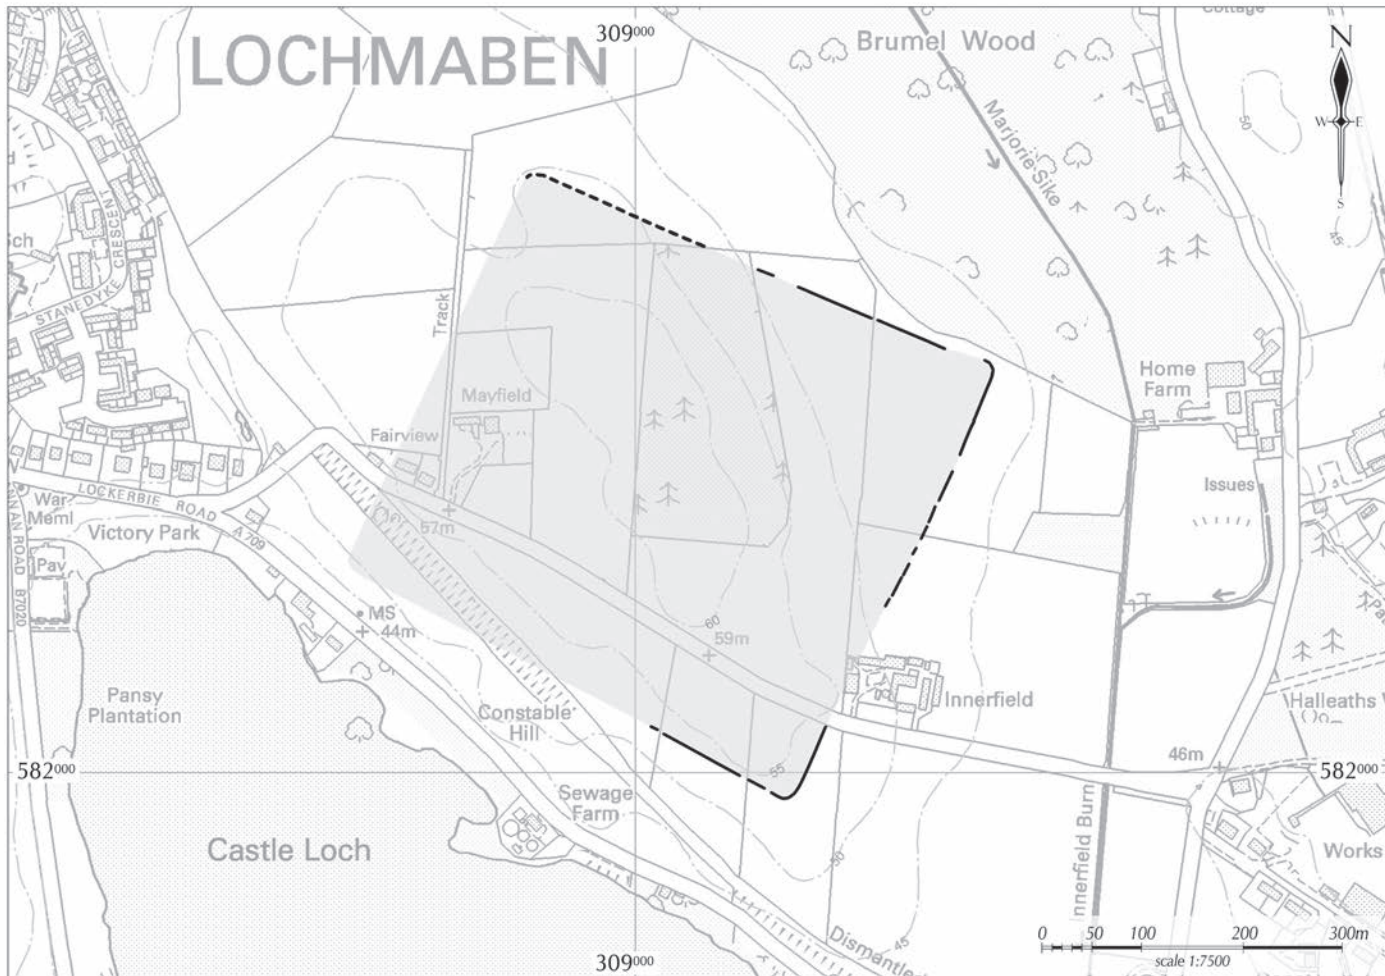 309000
LOCHMABEN
Brumel Wood
N
W E
S
Marjorie Sike
50
45
STANEDYKE CRESCENT
Track
Mayfield
Fairview
Home
Farm
Issues
LOCKERBIE ROAD A709
War
Meml
Victory Park
57m
Pav
B7020
MS
44m
60
59m
Pansy
Plantation
Constable
Hill
Innerfield
Halleaths
582000
55
46m
582000
Sewage
Farm
Innerfield Burn
Castle Loch
50
Works
45
0 50 100 200 300m
scale 1:7500
309000